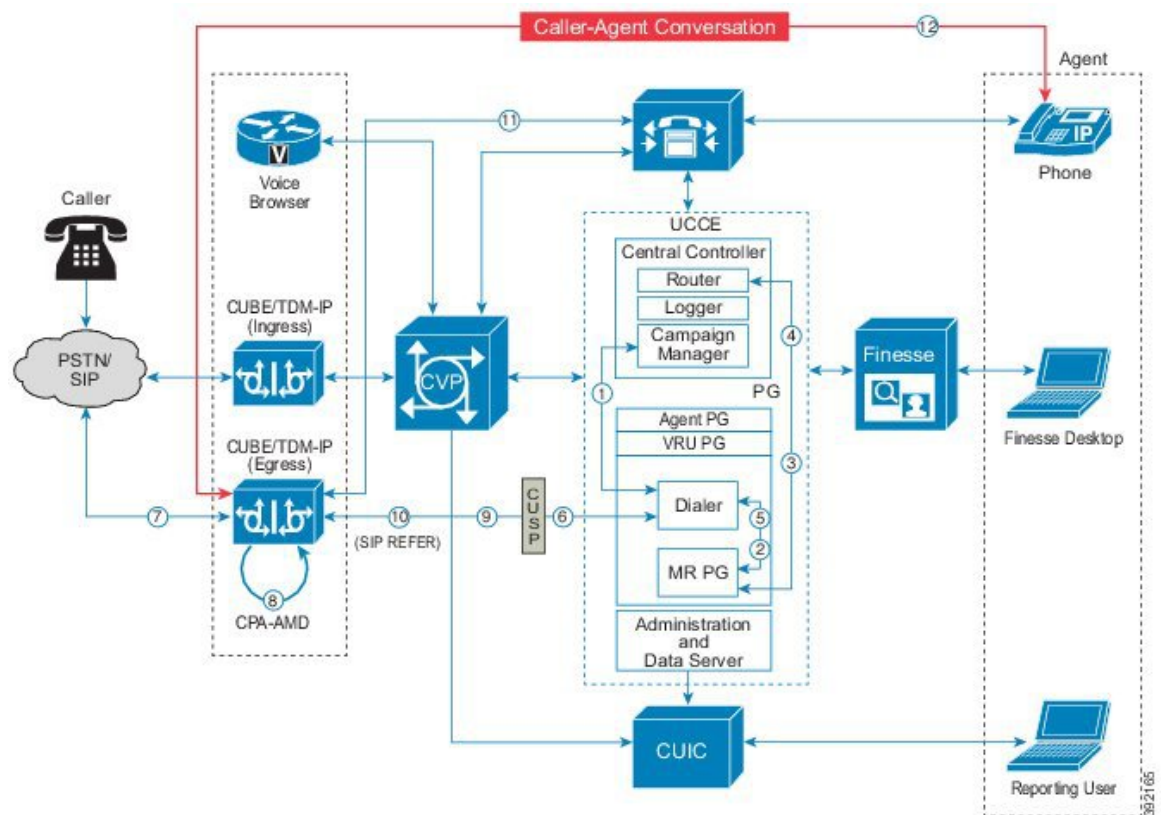 Caller-Agent Conversation
12
Agent
11
V
Voice
Browser
IP
Phone
Caller
UCCE
Central Controller
Router
Logger
Campaign
Manager
4
CUBE/TDM-IP
(Ingress)
PSTN/
SIP
CVP
Finesse
1
PG
Agent PG
VRU PG
Finesse Desktop
3
CUBE/TDM-IP
(Egress)
7
10
(SIP REFER)
9
CUSP
6
Dialer
5
2
MR PG
8
CPA-AMD
Administration
and
Data Server
CUIC
Reporting User
392165